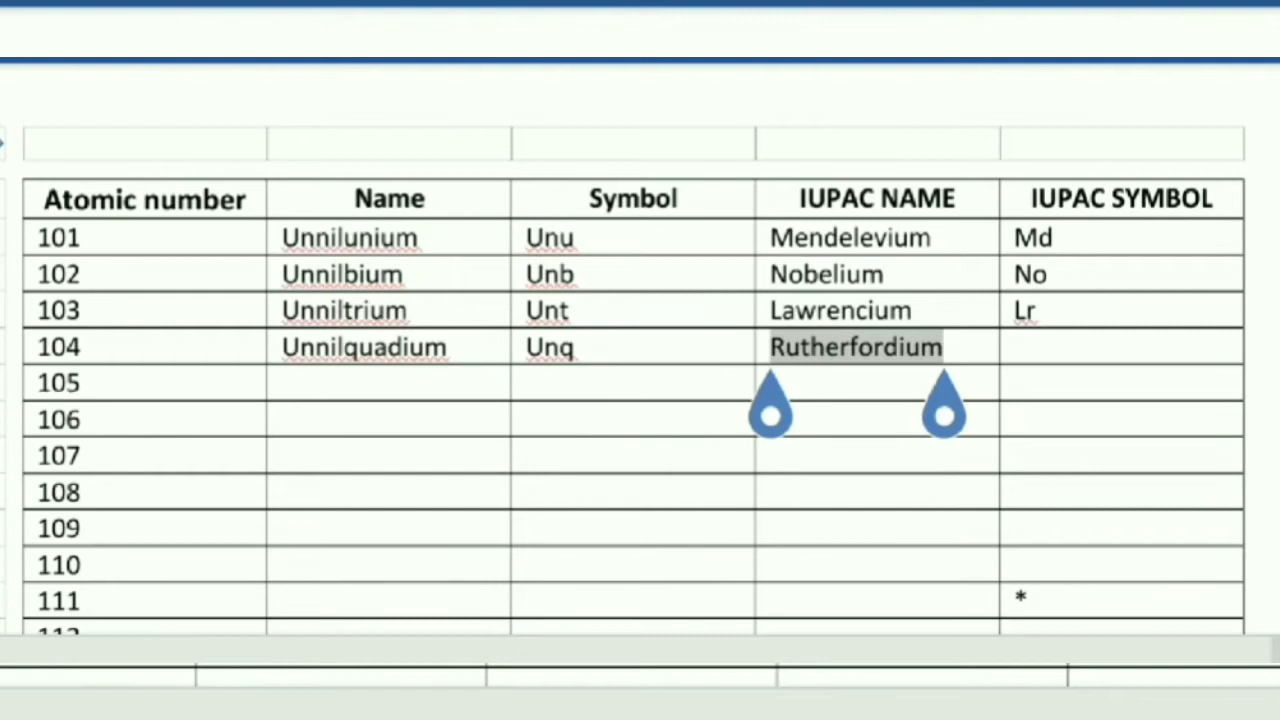 Atomic number Name Symbol IUPAC NAME IUPAC SYMBOL
101 Unnilunium Unu Mendelevium Md
102 Unnilbium Unb Nobelium No
103 Unniltrium Unt Lawrencium Lr
104 Unnilquadium Unq Rutherfordium
105
106
107
108
109
110
111 *